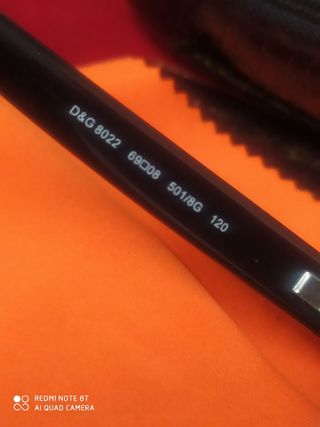 D&G 8022 69□08 501/8G 120
REDMI NOTE 8T
AI QUAD CAMERA